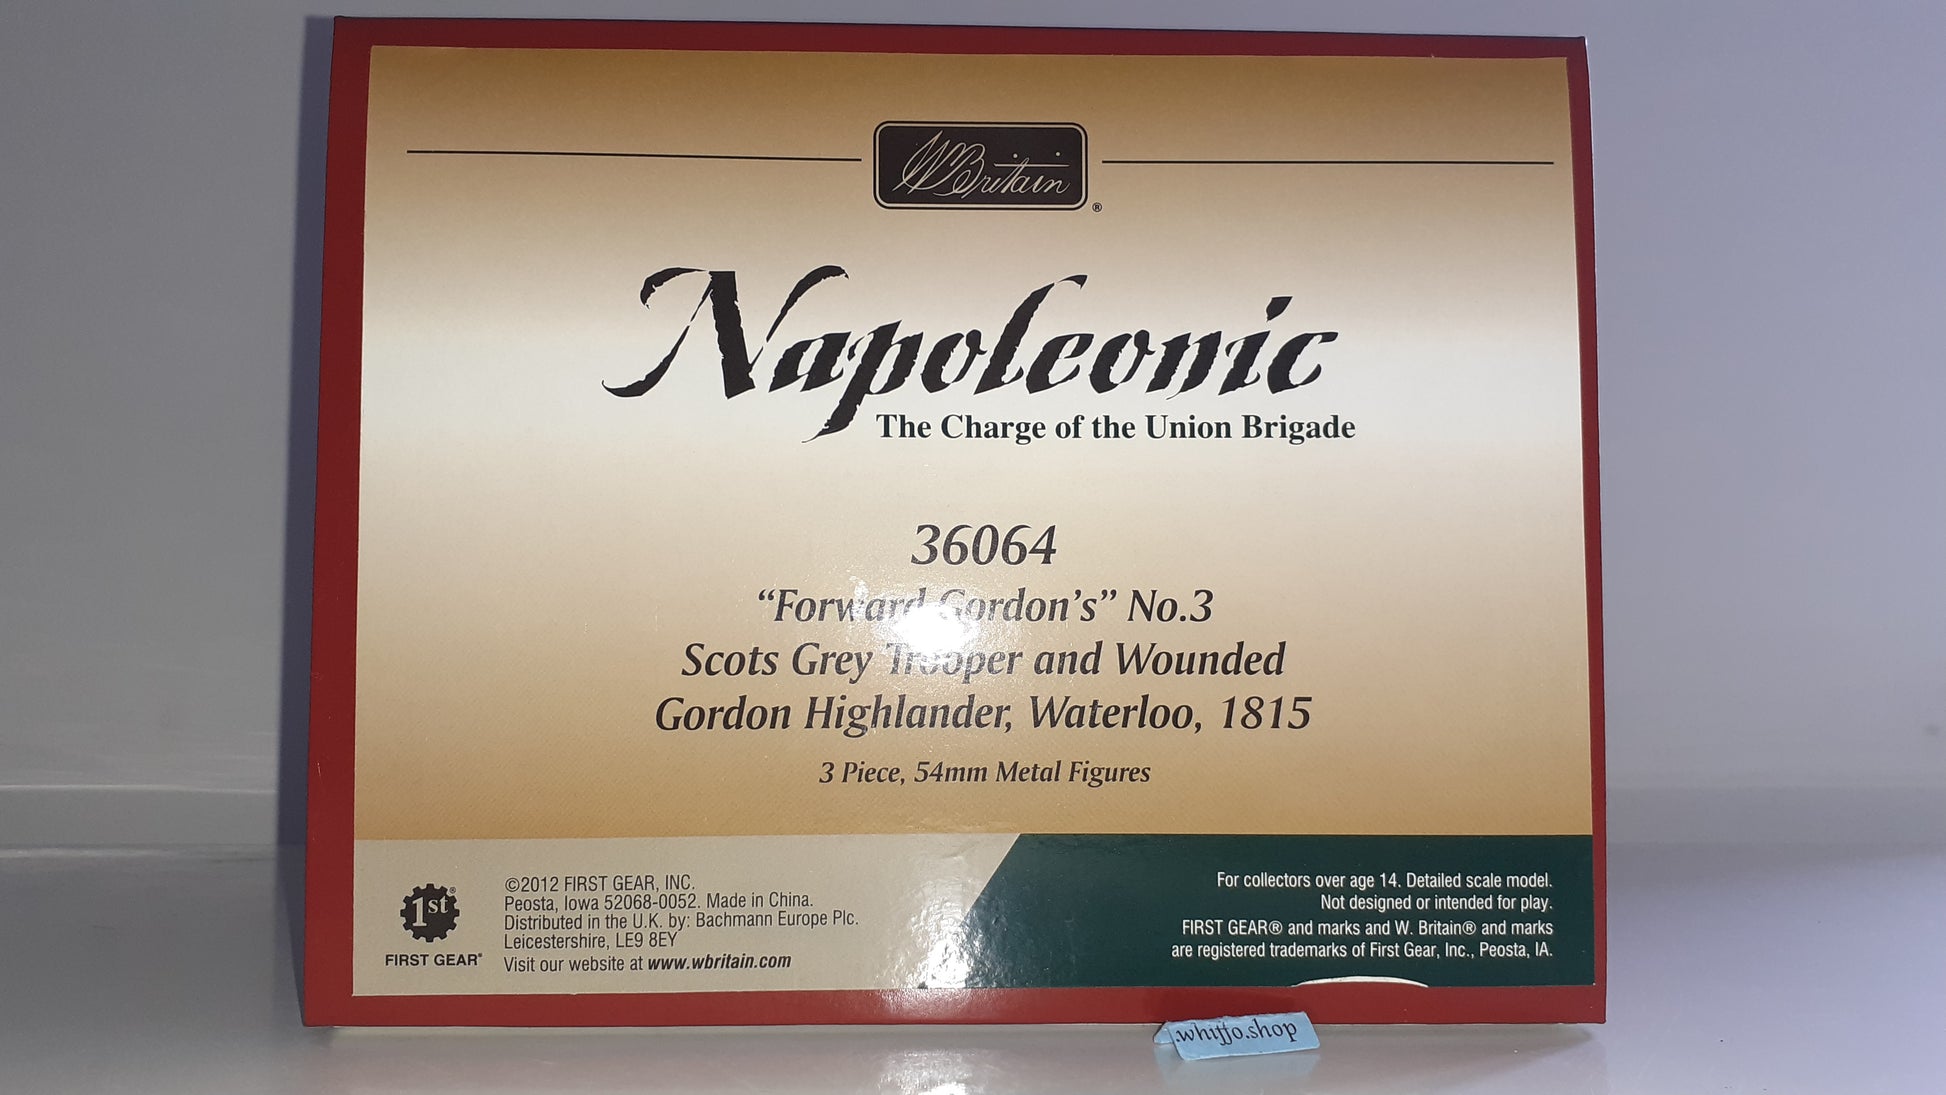 WBritain ®
Napoleonic
The Charge of the Union Brigade
36064
“Forward Gordon’s” No.3
Scots Grey Trooper and Wounded
Gordon Highlander, Waterloo, 1815
3 Piece, 54mm Metal Figures
1st ®
FIRST GEAR®
©2012 FIRST GEAR, INC.
Peosta, Iowa 52068-0052. Made in China.
Distributed in the U.K. by: Bachmann Europe Plc.
Leicestershire, LE9 8EY
Visit our website at www.wbritain.com
For collectors over age 14. Detailed scale model.
Not designed or intended for play.
FIRST GEAR® and marks and W. Britain® and marks
are registered trademarks of First Gear, Inc., Peosta, IA.
.whiffo.shop